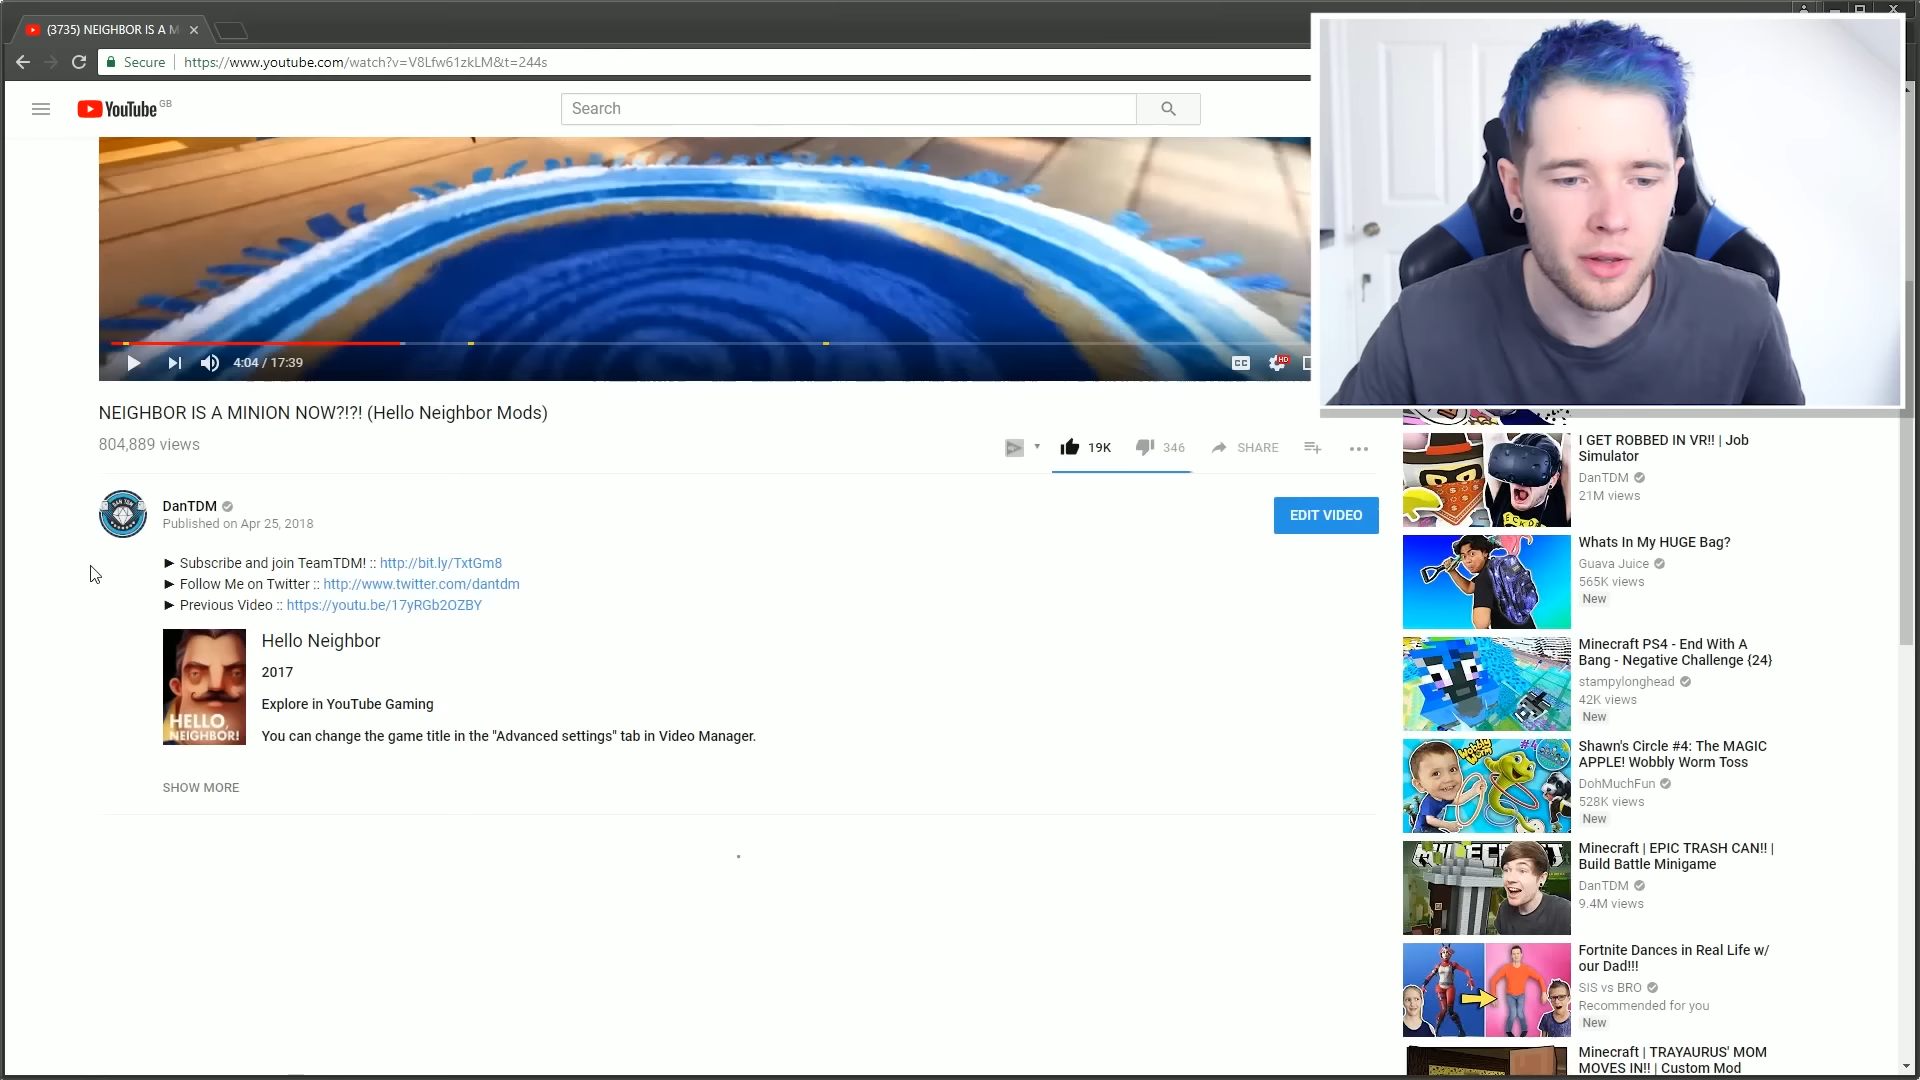 (3735) NEIGHBOR IS A M
Secure
https://www.youtube.com/watch?v=V8Lfw61zkLM&t=244s
YouTube GB
Search
4:04 / 17:39
CC
HD
NEIGHBOR IS A MINION NOW?!?! (Hello Neighbor Mods)
804,889 views
19K
346
SHARE
DanTDM
Published on Apr 25, 2018
EDIT VIDEO
► Subscribe and join TeamTDM! :: http://bit.ly/TxtGm8
► Follow Me on Twitter :: http://www.twitter.com/dantdm
► Previous Video :: https://youtu.be/17yRGb2OZBY
HELLO,
NEIGHBOR!
Hello Neighbor
2017
Explore in YouTube Gaming
You can change the game title in the "Advanced settings" tab in Video Manager.
SHOW MORE
I GET ROBBED IN VR!! | Job
Simulator
DanTDM
21M views
Whats In My HUGE Bag?
Guava Juice
565K views
New
Minecraft PS4 - End With A
Bang - Negative Challenge {24}
stampylonghead
42K views
New
Wobbly
Worm
#4
Shawn's Circle #4: The MAGIC
APPLE! Wobbly Worm Toss
DohMuchFun
528K views
New
MINECRAFT
Minecraft | EPIC TRASH CAN!! |
Build Battle Minigame
DanTDM
9.4M views
Fortnite Dances in Real Life w/
our Dad!!!
SIS vs BRO
Recommended for you
New
Minecraft | TRAYAURUS' MOM
MOVES IN!! | Custom Mod